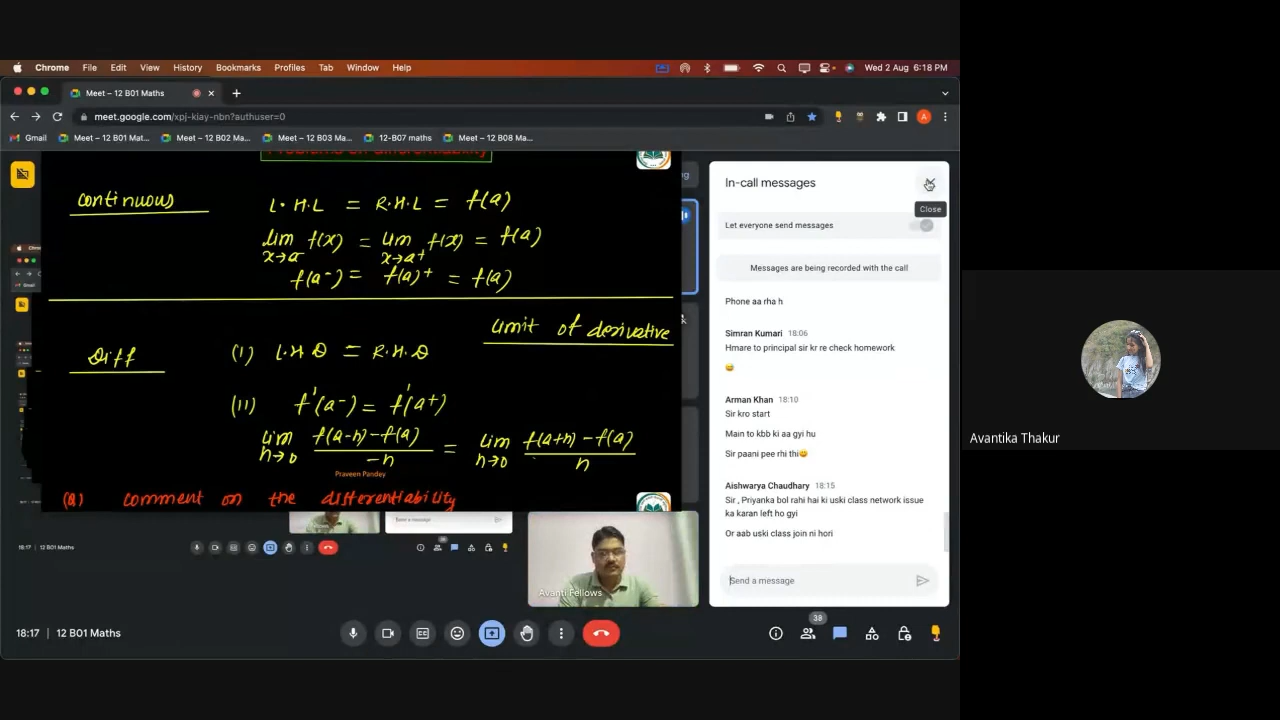 Chrome File Edit View History Bookmarks Profiles Tab Window Help
Wed 2 Aug 6:18 PM
Meet – 12 B01 Maths
meet.google.com/xpj-kiay-nbn?authuser=0
Gmail
Meet – 12 B01 Maths
Meet – 12 B02 Ma...
Meet – 12 B03 Ma...
12-B07 maths
Meet – 12 B08 Ma...
Problems on differentiability
continuous
L.H.L = R.H.L = f(a)
lim x→a⁻ f(x) = lim x→a⁺ f(x) = f(a)
f(a⁻) = f(a)⁺ = f(a)
Limit of derivative
Diff
(I) L.H.D = R.H.D
(II) f'(a⁻) = f'(a⁺)
lim h→0 f(a-h)-f(a) / -h = lim h→0 f(a+h)-f(a) / h
Praveen Panday
(Q) comment on the differentiability
18:17 12 B01 Maths
Avanti Fellows
In-call messages
Close
Let everyone send messages
Messages are being recorded with the call
Phone aa rha h
Simran Kumari 18:06
Hmare to principal sir kr re check homework
Arman Khan 18:10
Sir kro start
Main to kbb ki aa gyi hu
Sir paani pee rhi thi
Aishwarya Chaudhary 18:15
Sir , Priyanka bol rahi hai ki uski class network issue
ka karan left ho gyi
Or aab uski class join ni hori
Send a message
18:17 | 12 B01 Maths
38
Avantika Thakur